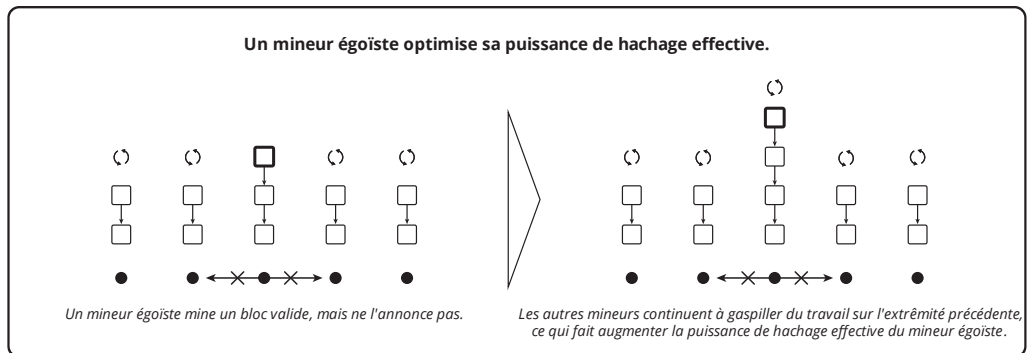 Un mineur égoïste optimise sa puissance de hachage effective.
Un mineur égoïste mine un bloc valide, mais ne l'annonce pas.
Les autres mineurs continuent à gaspiller du travail sur l'extrêmité précédente,
ce qui fait augmenter la puissance de hachage effective du mineur égoïste.